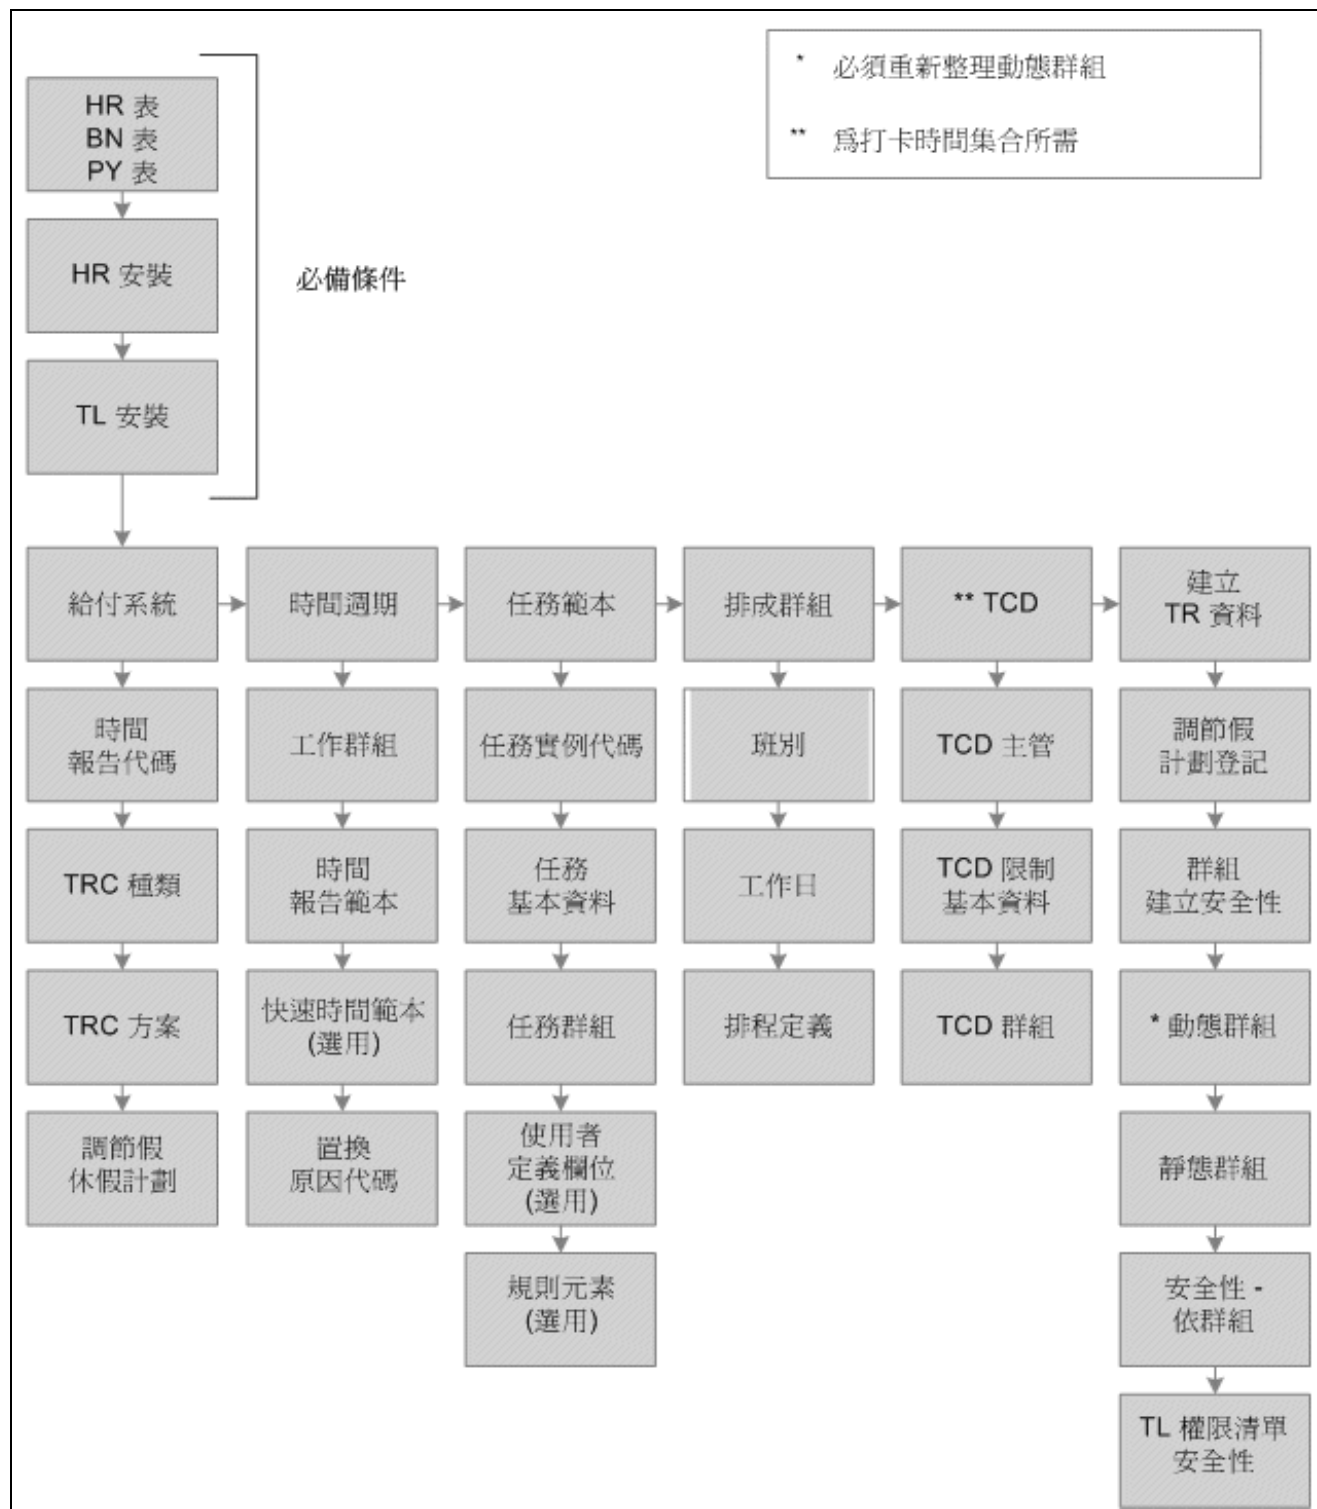 * 必須重新整理動態群組
** 爲打卡時間集合所需
HR 表
BN 表
PY 表
HR 安裝
TL 安裝
必備條件
給付系統
時間
報告代碼
TRC 種類
TRC 方案
調節假
休假計劃
時間週期
工作群組
時間
報告範本
快速時間範本
(選用)
置換
原因代碼
任務範本
任務實例代碼
任務
基本資料
任務群組
使用者
定義欄位
(選用)
規則元素
(選用)
排成群組
班別
工作日
排程定義
** TCD
TCD 主管
TCD 限制
基本資料
TCD 群組
建立
TR 資料
調節假
計劃登記
群組
建立安全性
* 動態群組
靜態群組
安全性 -
依群組
TL 權限清單
安全性